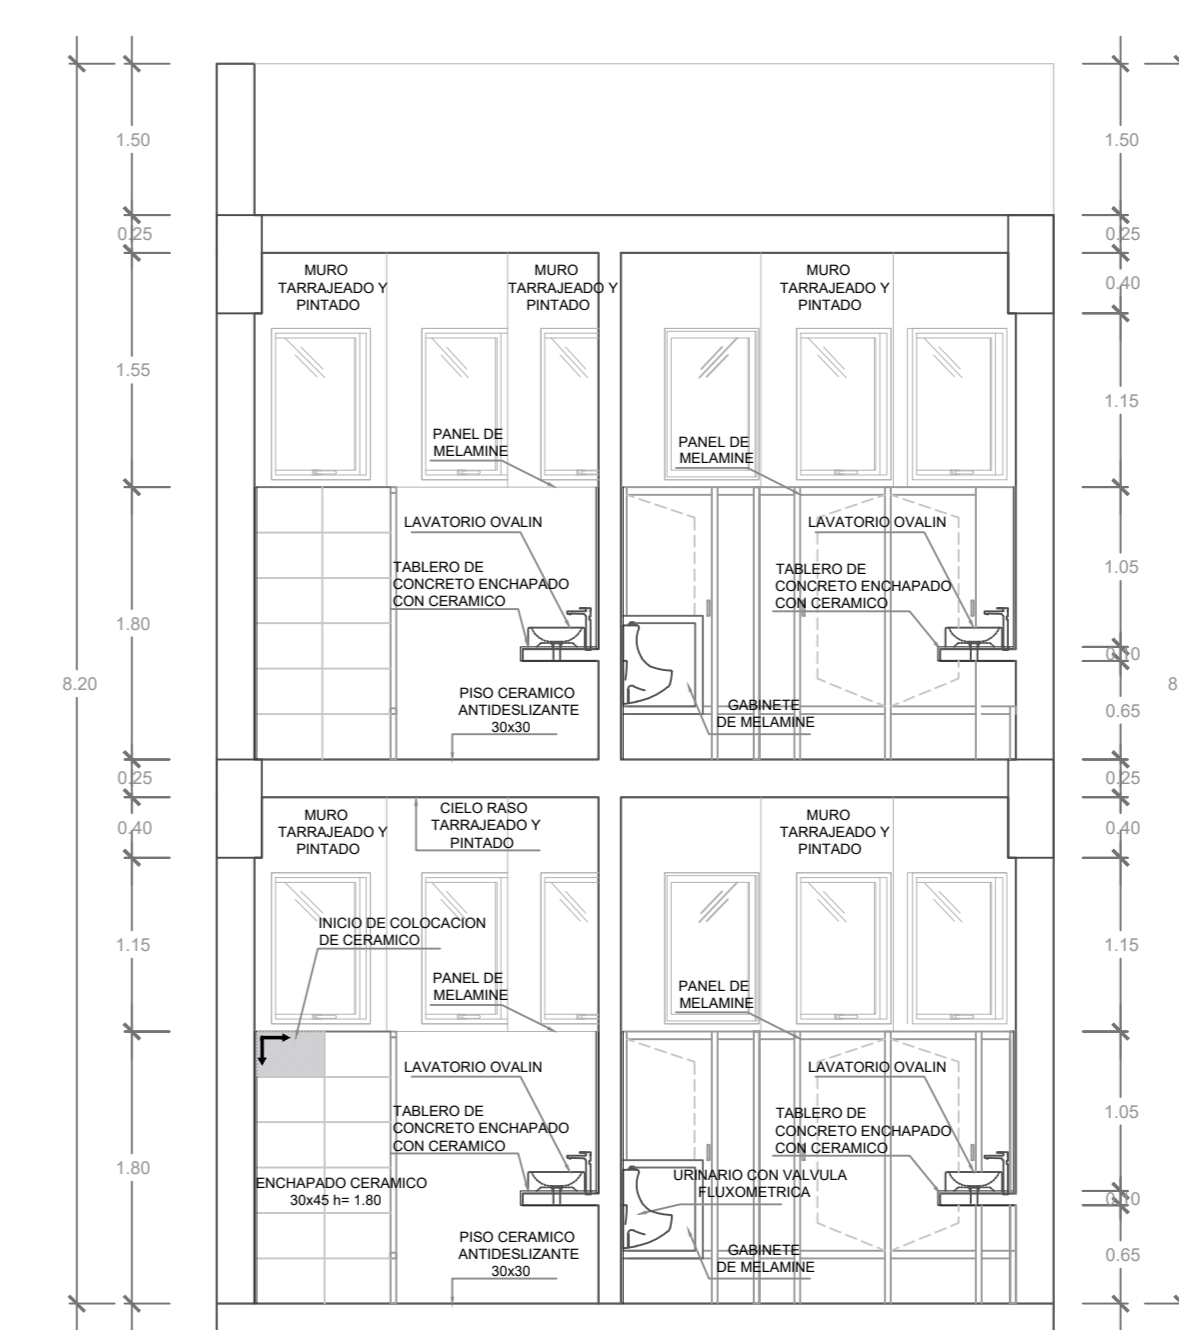 1.50
1.50
0.25
0.25
MURO
TARRAJEADO Y
PINTADO
MURO
TARRAJEADO Y
PINTADO
MURO
TARRAJEADO Y
PINTADO
0.40
1.55
1.15
PANEL DE
MELAMINE
PANEL DE
MELAMINE
LAVATORIO OVALIN
LAVATORIO OVALIN
TABLERO DE
CONCRETO ENCHAPADO
CON CERAMICO
TABLERO DE
CONCRETO ENCHAPADO
CON CERAMICO
1.05
1.80
0.10
8.20
8
PISO CERAMICO
ANTIDESLIZANTE
30x30
GABINETE
DE MELAMINE
0.65
0.25
0.25
MURO
TARRAJEADO Y
PINTADO
CIELO RASO
TARRAJEADO Y
PINTADO
MURO
TARRAJEADO Y
PINTADO
0.40
0.40
INICIO DE COLOCACION
DE CERAMICO
1.15
1.15
PANEL DE
MELAMINE
PANEL DE
MELAMINE
LAVATORIO OVALIN
LAVATORIO OVALIN
TABLERO DE
CONCRETO ENCHAPADO
CON CERAMICO
TABLERO DE
CONCRETO ENCHAPADO
CON CERAMICO
1.05
1.80
ENCHAPADO CERAMICO
30x45 h= 1.80
URINARIO CON VALVULA
FLUXOMETRICA
0.10
PISO CERAMICO
ANTIDESLIZANTE
30x30
GABINETE
DE MELAMINE
0.65